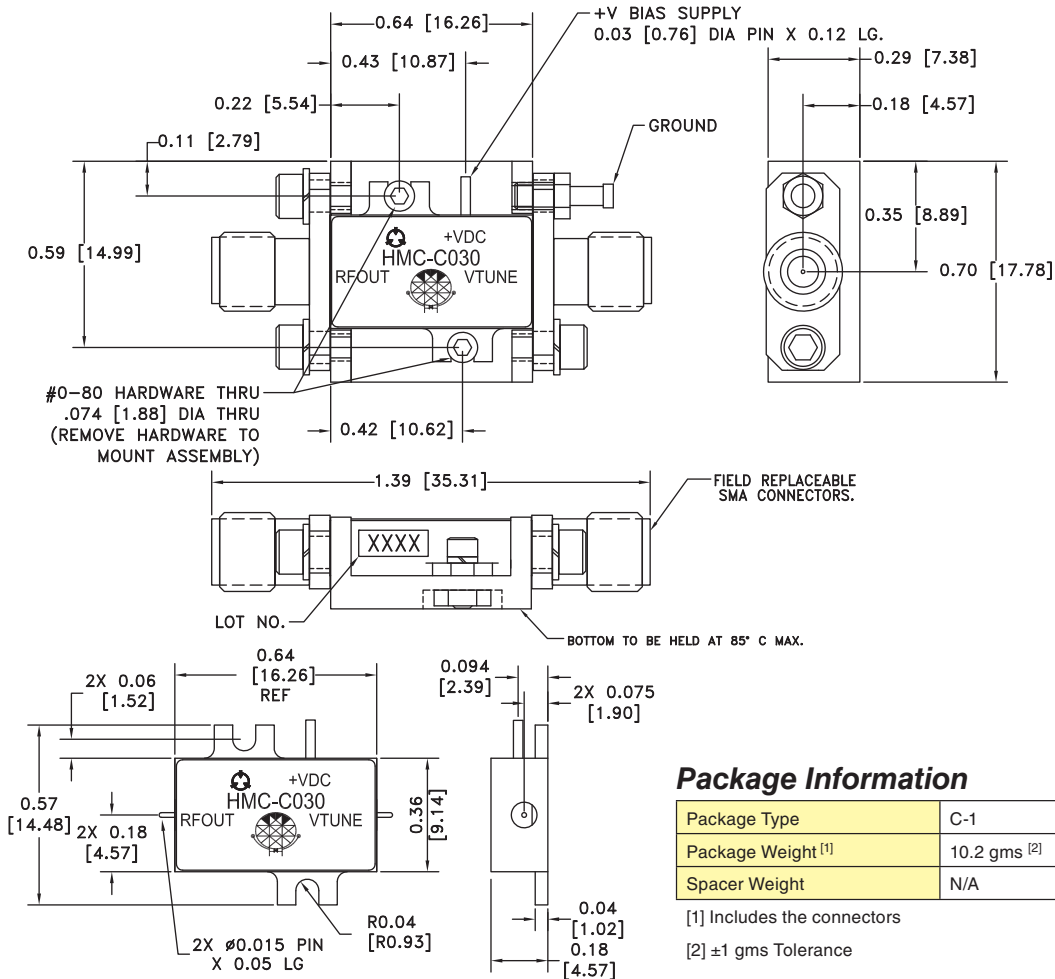 0.64 [16.26]
+V BIAS SUPPLY
0.03 [0.76] DIA PIN X 0.12 LG.
0.43 [10.87]
0.29 [7.38]
0.22 [5.54]
0.18 [4.57]
0.11 [2.79]
GROUND
0.59 [14.99]
0.35 [8.89]
0.70 [17.78]
+VDC
HMC-C030
RFOUT VTUNE
#0-80 HARDWARE THRU
.074 [1.88] DIA THRU
(REMOVE HARDWARE TO
MOUNT ASSEMBLY)
0.42 [10.62]
1.39 [35.31]
FIELD REPLACEABLE
SMA CONNECTORS.
XXXX
LOT NO.
BOTTOM TO BE HELD AT 85° C MAX.
0.64
[16.26]
REF
2X 0.06
[1.52]
0.094
[2.39]
2X 0.075
[1.90]
+VDC
HMC-C030
RFOUT VTUNE
0.57
[14.48]
2X 0.18
[4.57]
0.36
[9.14]
R0.04
[R0.93]
2X ø0.015 PIN
X 0.05 LG
0.04
[1.02]
0.18
[4.57]
Package Information
Package Type C-1
Package Weight [1] 10.2 gms [2]
Spacer Weight N/A
[1] Includes the connectors
[2] ±1 gms Tolerance